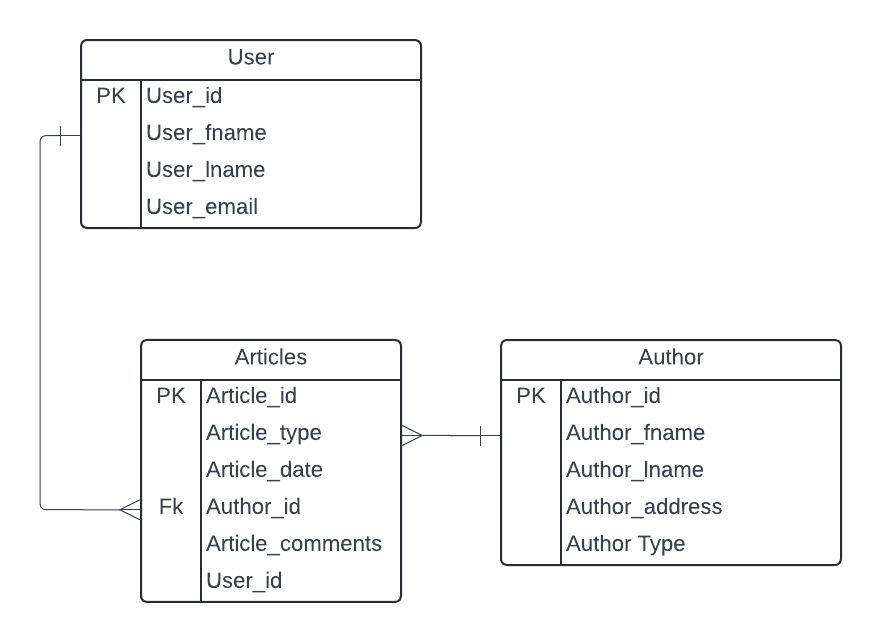 User
PK User_id
User_fname
User_lname
User_email
Articles
PK Article_id
Article_type
Article_date
Fk Author_id
Article_comments
User_id
Author
PK Author_id
Author_fname
Author_lname
Author_address
Author Type